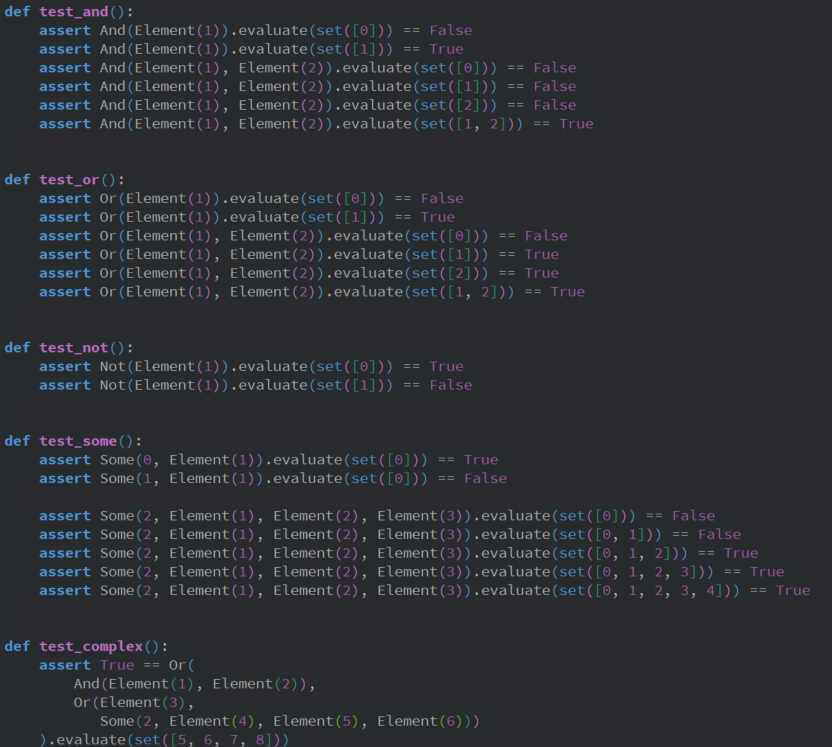 def test_and():
    assert And(Element(1)).evaluate(set([0])) == False
    assert And(Element(1)).evaluate(set([1])) == True
    assert And(Element(1), Element(2)).evaluate(set([0])) == False
    assert And(Element(1), Element(2)).evaluate(set([1])) == False
    assert And(Element(1), Element(2)).evaluate(set([2])) == False
    assert And(Element(1), Element(2)).evaluate(set([1, 2])) == True
def test_or():
    assert Or(Element(1)).evaluate(set([0])) == False
    assert Or(Element(1)).evaluate(set([1])) == True
    assert Or(Element(1), Element(2)).evaluate(set([0])) == False
    assert Or(Element(1), Element(2)).evaluate(set([1])) == True
    assert Or(Element(1), Element(2)).evaluate(set([2])) == True
    assert Or(Element(1), Element(2)).evaluate(set([1, 2])) == True
def test_not():
    assert Not(Element(1)).evaluate(set([0])) == True
    assert Not(Element(1)).evaluate(set([1])) == False
def test_some():
    assert Some(0, Element(1)).evaluate(set([0])) == True
    assert Some(1, Element(1)).evaluate(set([0])) == False
    assert Some(2, Element(1), Element(2), Element(3)).evaluate(set([0])) == False
    assert Some(2, Element(1), Element(2), Element(3)).evaluate(set([0, 1])) == False
    assert Some(2, Element(1), Element(2), Element(3)).evaluate(set([0, 1, 2])) == True
    assert Some(2, Element(1), Element(2), Element(3)).evaluate(set([0, 1, 2, 3])) == True
    assert Some(2, Element(1), Element(2), Element(3)).evaluate(set([0, 1, 2, 3, 4])) == True
def test_complex():
    assert True == Or(
        And(Element(1), Element(2)),
        Or(Element(3),
           Some(2, Element(4), Element(5), Element(6)))
    ).evaluate(set([5, 6, 7, 8]))